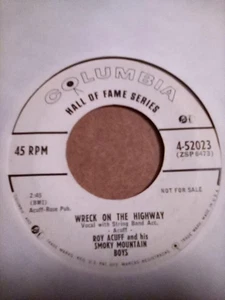 COLUMBIA
HALL OF FAME SERIES
45 RPM
4-52023
(ZSP 8473)
2:40
(BMI)
Acuff-Rose Pub.
NOT FOR SALE
WRECK ON THE HIGHWAY
Vocal with String Band Acc.
- Acuff -
ROY ACUFF and his
SMOKY MOUNTAIN
BOYS